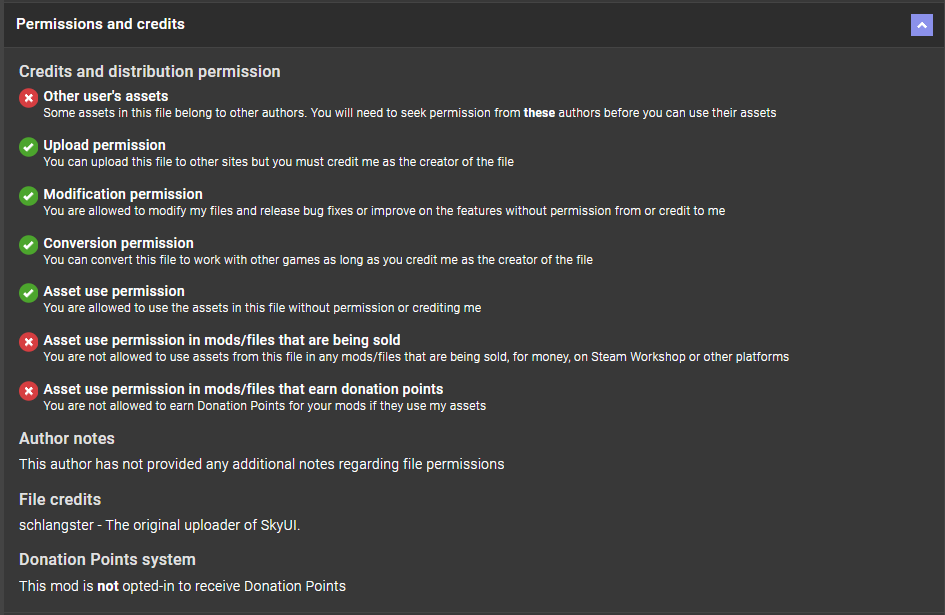 Permissions and credits
Credits and distribution permission
Other user's assets
Some assets in this file belong to other authors. You will need to seek permission from these authors before you can use their assets
Upload permission
You can upload this file to other sites but you must credit me as the creator of the file
Modification permission
You are allowed to modify my files and release bug fixes or improve on the features without permission from or credit to me
Conversion permission
You can convert this file to work with other games as long as you credit me as the creator of the file
Asset use permission
You are allowed to use the assets in this file without permission or crediting me
Asset use permission in mods/files that are being sold
You are not allowed to use assets from this file in any mods/files that are being sold, for money, on Steam Workshop or other platforms
Asset use permission in mods/files that earn donation points
You are not allowed to earn Donation Points for your mods if they use my assets
Author notes
This author has not provided any additional notes regarding file permissions
File credits
schlangster - The original uploader of SkyUI.
Donation Points system
This mod is not opted-in to receive Donation Points